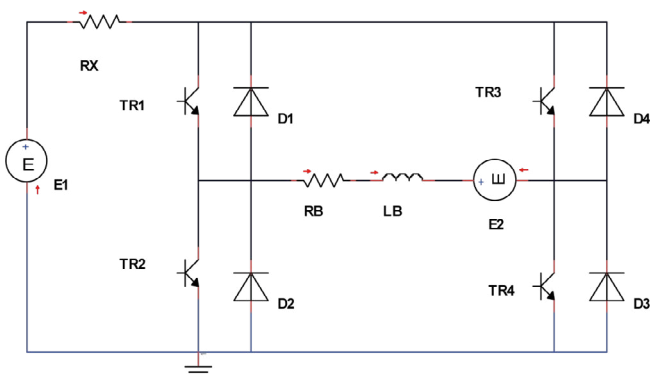 RX
TR1
D1
TR3
D4
+
E
E1
RB
LB
+
E
E2
TR2
D2
TR4
D3